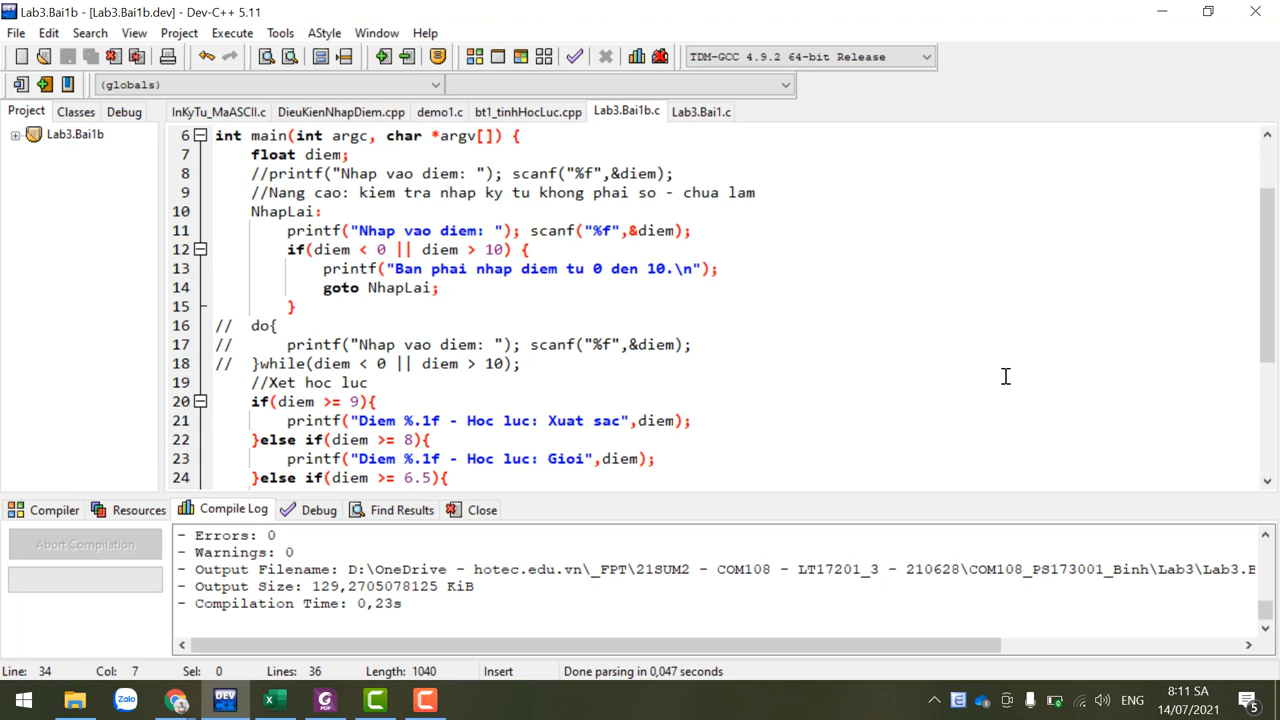 Lab3.Bai1b - [Lab3.Bai1b.dev] - Dev-C++ 5.11
File Edit Search View Project Execute Tools AStyle Window Help
TDM-GCC 4.9.2 64-bit Release
(globals)
Project Classes Debug
InKyTu_MaASCII.c DieuKienNhapDiem.cpp demo1.c bt1_tinhHocLuc.cpp Lab3.Bai1b.c Lab3.Bai1.c
Lab3.Bai1b
6 int main(int argc, char *argv[]) {
7 float diem;
8 //printf("Nhap vao diem: "); scanf("%f",&diem);
9 //Nang cao: kiem tra nhap ky tu khong phai so - chua lam
10 NhapLai:
11 printf("Nhap vao diem: "); scanf("%f",&diem);
12 if(diem < 0 || diem > 10) {
13 printf("Ban phai nhap diem tu 0 den 10.\n");
14 goto NhapLai;
15 }
16 // do{
17 // printf("Nhap vao diem: "); scanf("%f",&diem);
18 // }while(diem < 0 || diem > 10);
19 //Xet hoc luc
20 if(diem >= 9){
21 printf("Diem %.1f - Hoc luc: Xuat sac",diem);
22 }else if(diem >= 8){
23 printf("Diem %.1f - Hoc luc: Gioi",diem);
24 }else if(diem >= 6.5){
Compiler Resources Compile Log Debug Find Results Close
Abort Compilation
- Errors: 0
- Warnings: 0
- Output Filename: D:\OneDrive - hotec.edu.vn\_FPT\21SUM2 - COM108 - LT17201_3 - 210628\COM108_PS173001_Binh\Lab3\Lab3.B
- Output Size: 129,2705078125 KiB
- Compilation Time: 0,23s
Line: 34 Col: 7 Sel: 0 Lines: 36 Length: 1040 Insert Done parsing in 0,047 seconds
Zalo
DEV
PDF
ENG
8:11 SA
14/07/2021
5